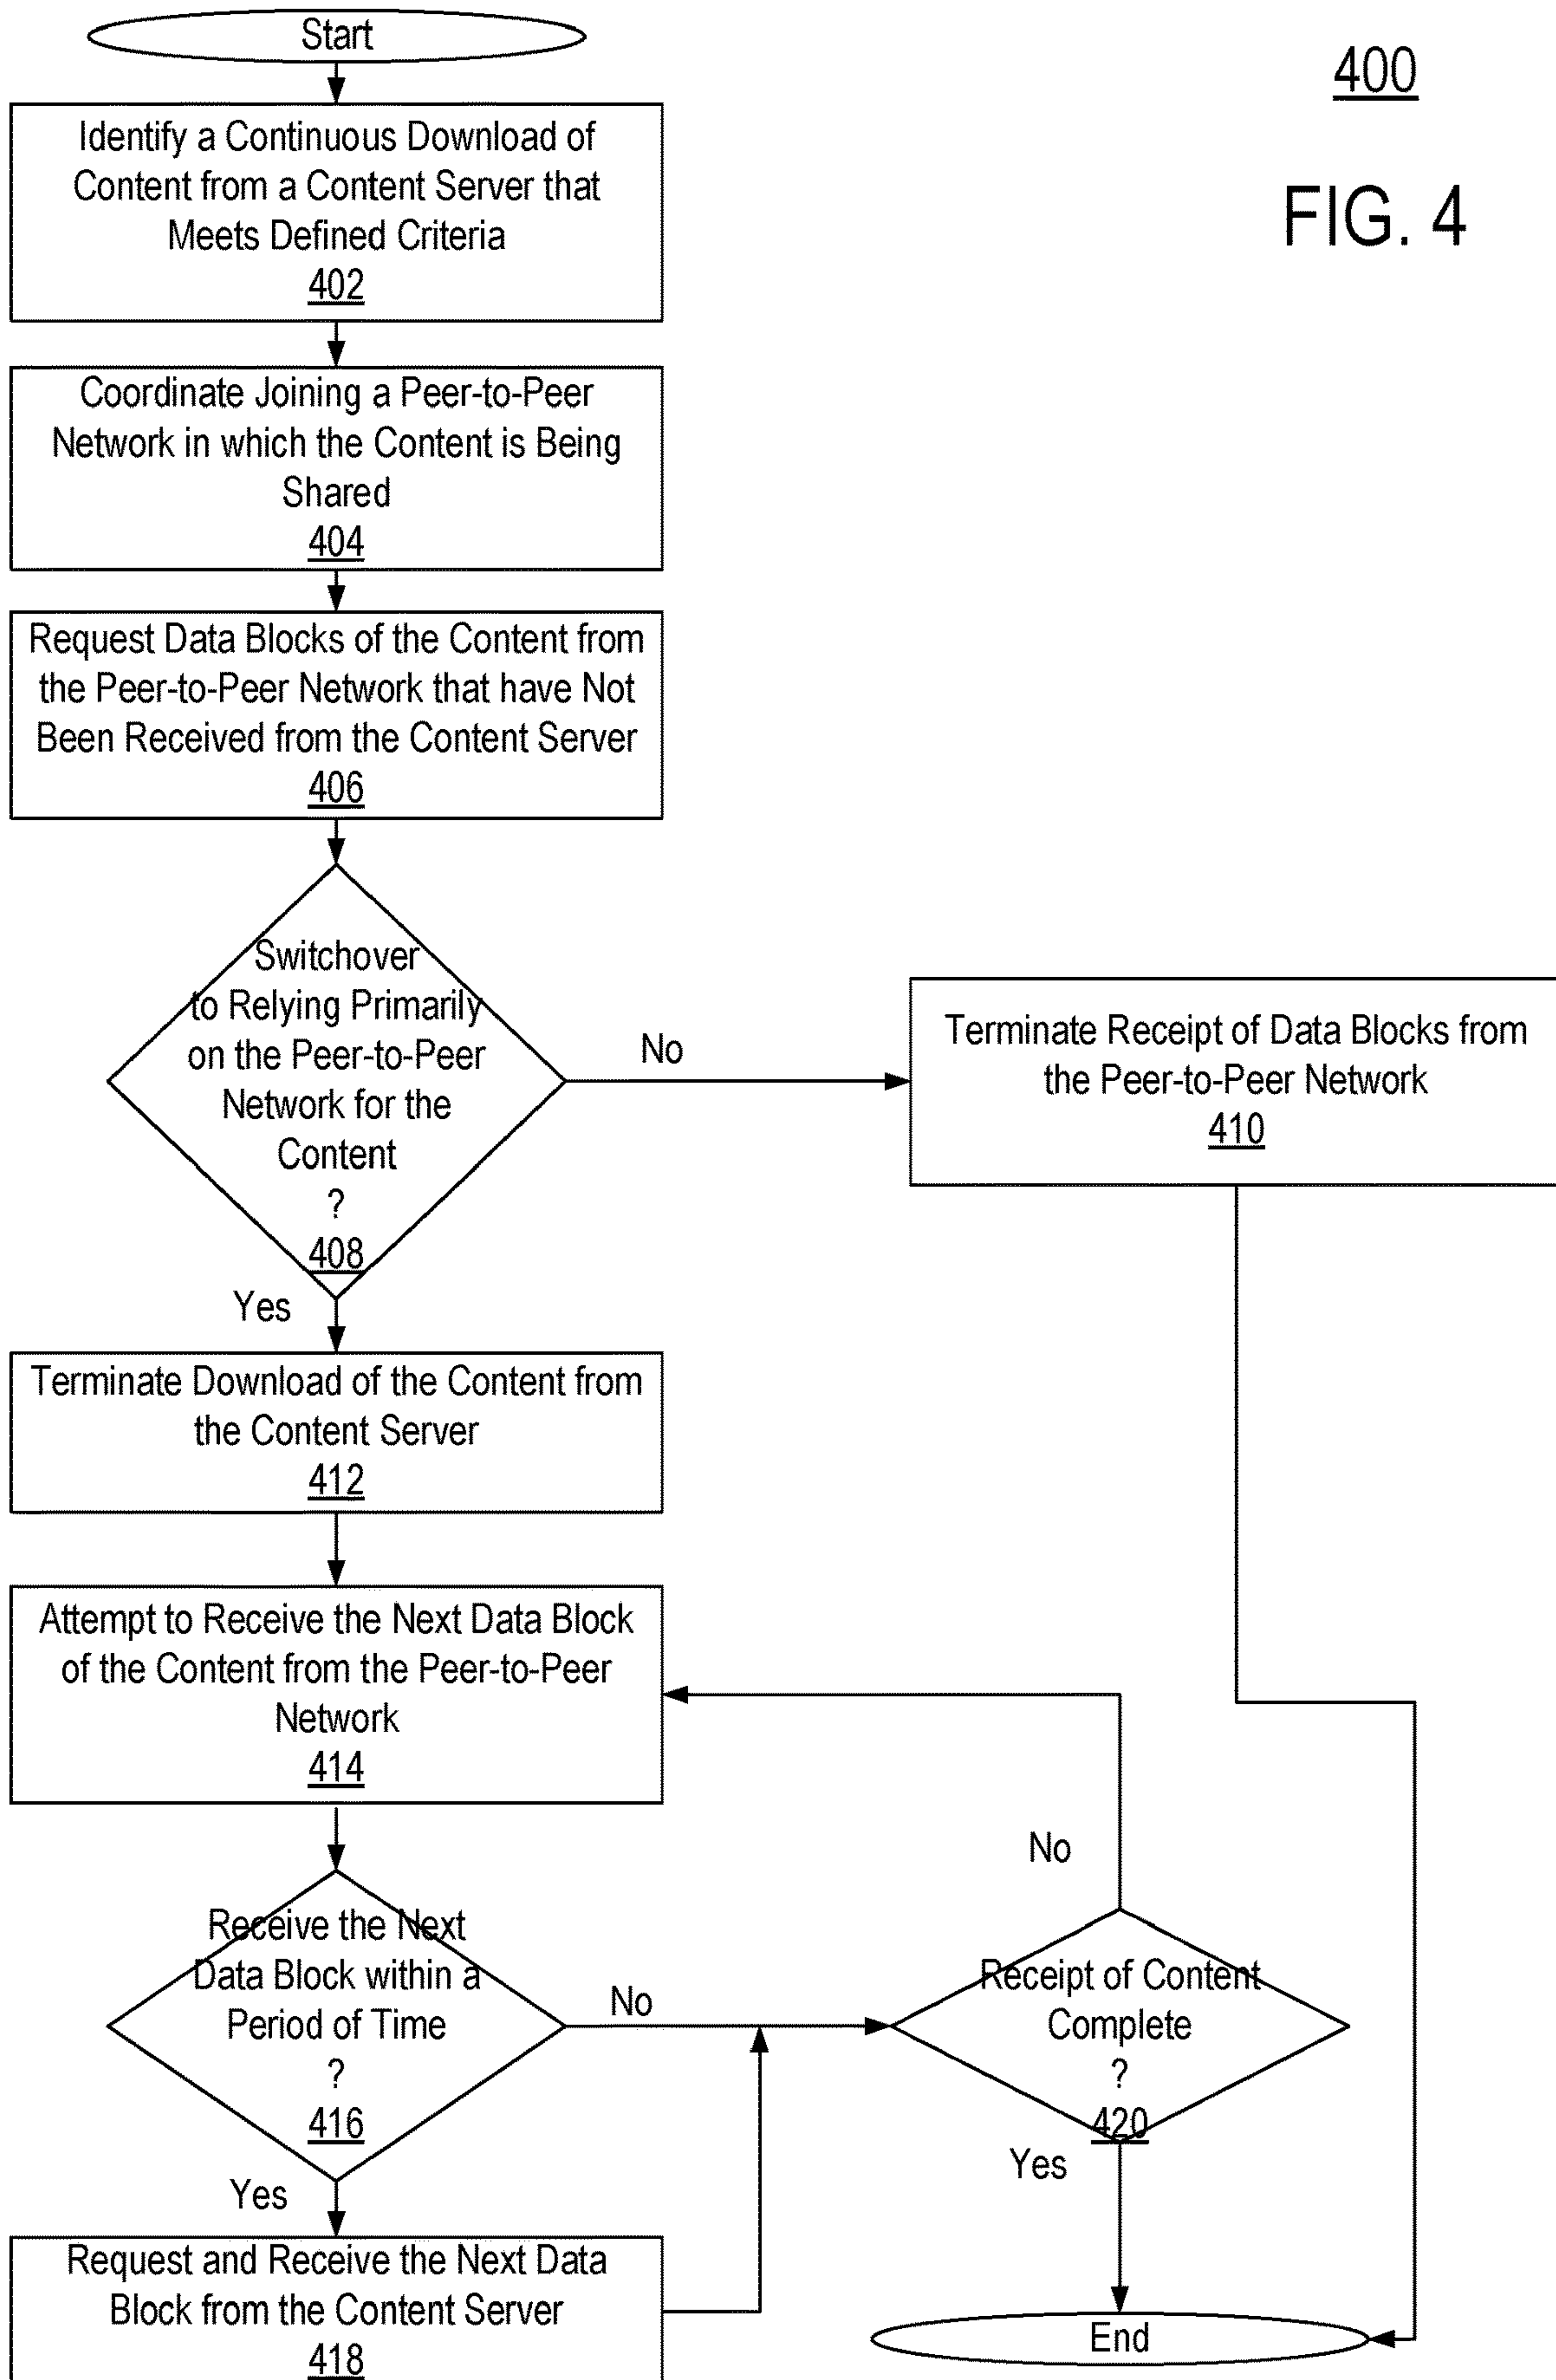 Start
400
FIG. 4
Identify a Continuous Download of
Content from a Content Server that
Meets Defined Criteria
402
Coordinate Joining a Peer-to-Peer
Network in which the Content is Being
Shared
404
Request Data Blocks of the Content from
the Peer-to-Peer Network that have Not
Been Received from the Content Server
406
Switchover
to Relying Primarily
on the Peer-to-Peer
Network for the
Content
?
408
No
Terminate Receipt of Data Blocks from
the Peer-to-Peer Network
410
Yes
Terminate Download of the Content from
the Content Server
412
Attempt to Receive the Next Data Block
of the Content from the Peer-to-Peer
Network
414
Receive the Next
Data Block within a
Period of Time
?
416
No
No
Receipt of Content
Complete
?
420
Yes
Yes
Request and Receive the Next Data
Block from the Content Server
418
End